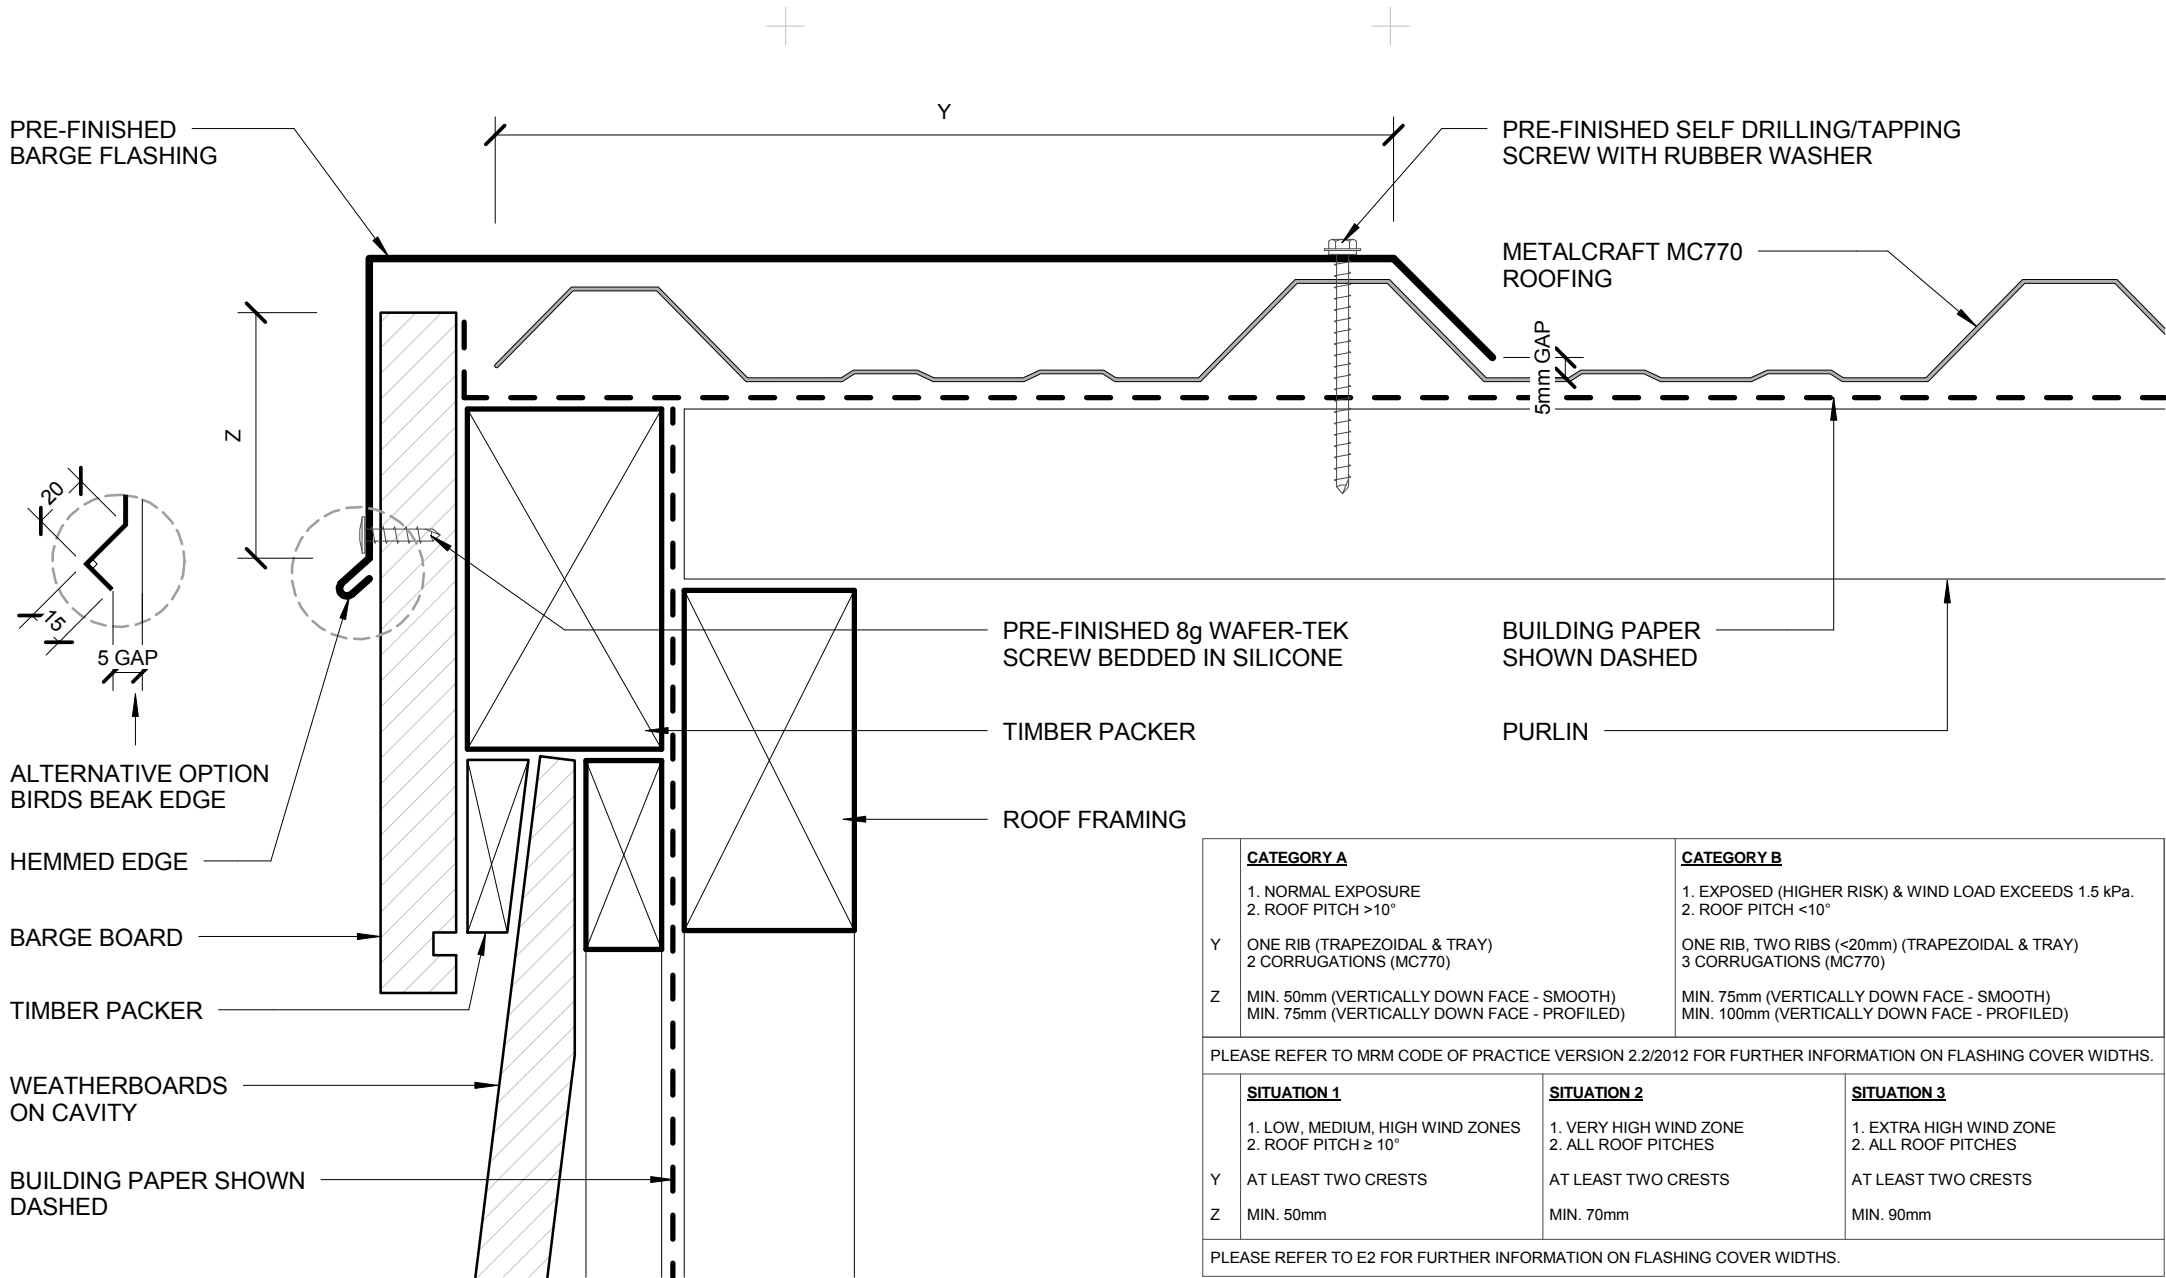 Y
PRE-FINISHED
BARGE FLASHING
PRE-FINISHED SELF DRILLING/TAPPING
SCREW WITH RUBBER WASHER
METALCRAFT MC770
ROOFING
5mm GAP
Z
20
15
5 GAP
PRE-FINISHED 8g WAFER-TEK
SCREW BEDDED IN SILICONE
BUILDING PAPER
SHOWN DASHED
TIMBER PACKER
PURLIN
ALTERNATIVE OPTION
BIRDS BEAK EDGE
ROOF FRAMING
HEMMED EDGE
BARGE BOARD
TIMBER PACKER
WEATHERBOARDS
ON CAVITY
BUILDING PAPER SHOWN
DASHED
CATEGORY A
1. NORMAL EXPOSURE
2. ROOF PITCH >10°
CATEGORY B
1. EXPOSED (HIGHER RISK) & WIND LOAD EXCEEDS 1.5 kPa.
2. ROOF PITCH <10°
Y
ONE RIB (TRAPEZOIDAL & TRAY)
2 CORRUGATIONS (MC770)
ONE RIB, TWO RIBS (<20mm) (TRAPEZOIDAL & TRAY)
3 CORRUGATIONS (MC770)
Z
MIN. 50mm (VERTICALLY DOWN FACE - SMOOTH)
MIN. 75mm (VERTICALLY DOWN FACE - PROFILED)
MIN. 75mm (VERTICALLY DOWN FACE - SMOOTH)
MIN. 100mm (VERTICALLY DOWN FACE - PROFILED)
PLEASE REFER TO MRM CODE OF PRACTICE VERSION 2.2/2012 FOR FURTHER INFORMATION ON FLASHING COVER WIDTHS.
SITUATION 1
1. LOW, MEDIUM, HIGH WIND ZONES
2. ROOF PITCH ≥ 10°
SITUATION 2
1. VERY HIGH WIND ZONE
2. ALL ROOF PITCHES
SITUATION 3
1. EXTRA HIGH WIND ZONE
2. ALL ROOF PITCHES
Y
AT LEAST TWO CRESTS
AT LEAST TWO CRESTS
AT LEAST TWO CRESTS
Z
MIN. 50mm
MIN. 70mm
MIN. 90mm
PLEASE REFER TO E2 FOR FURTHER INFORMATION ON FLASHING COVER WIDTHS.